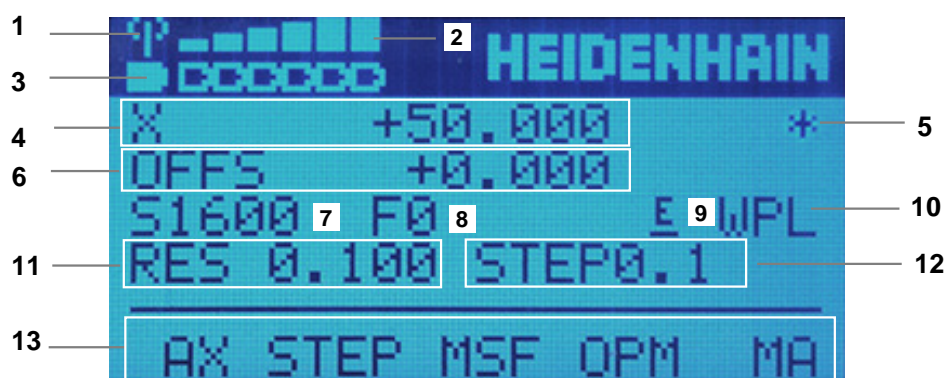 1 2 HEIDENHAIN
3
4 X +50.000 * 5
6 OFFS +0.000
S1600 7 F0 8 E 9 WPL 10
11 RES 0.100 STEP0.1 12
13 AX STEP MSF OPM MA